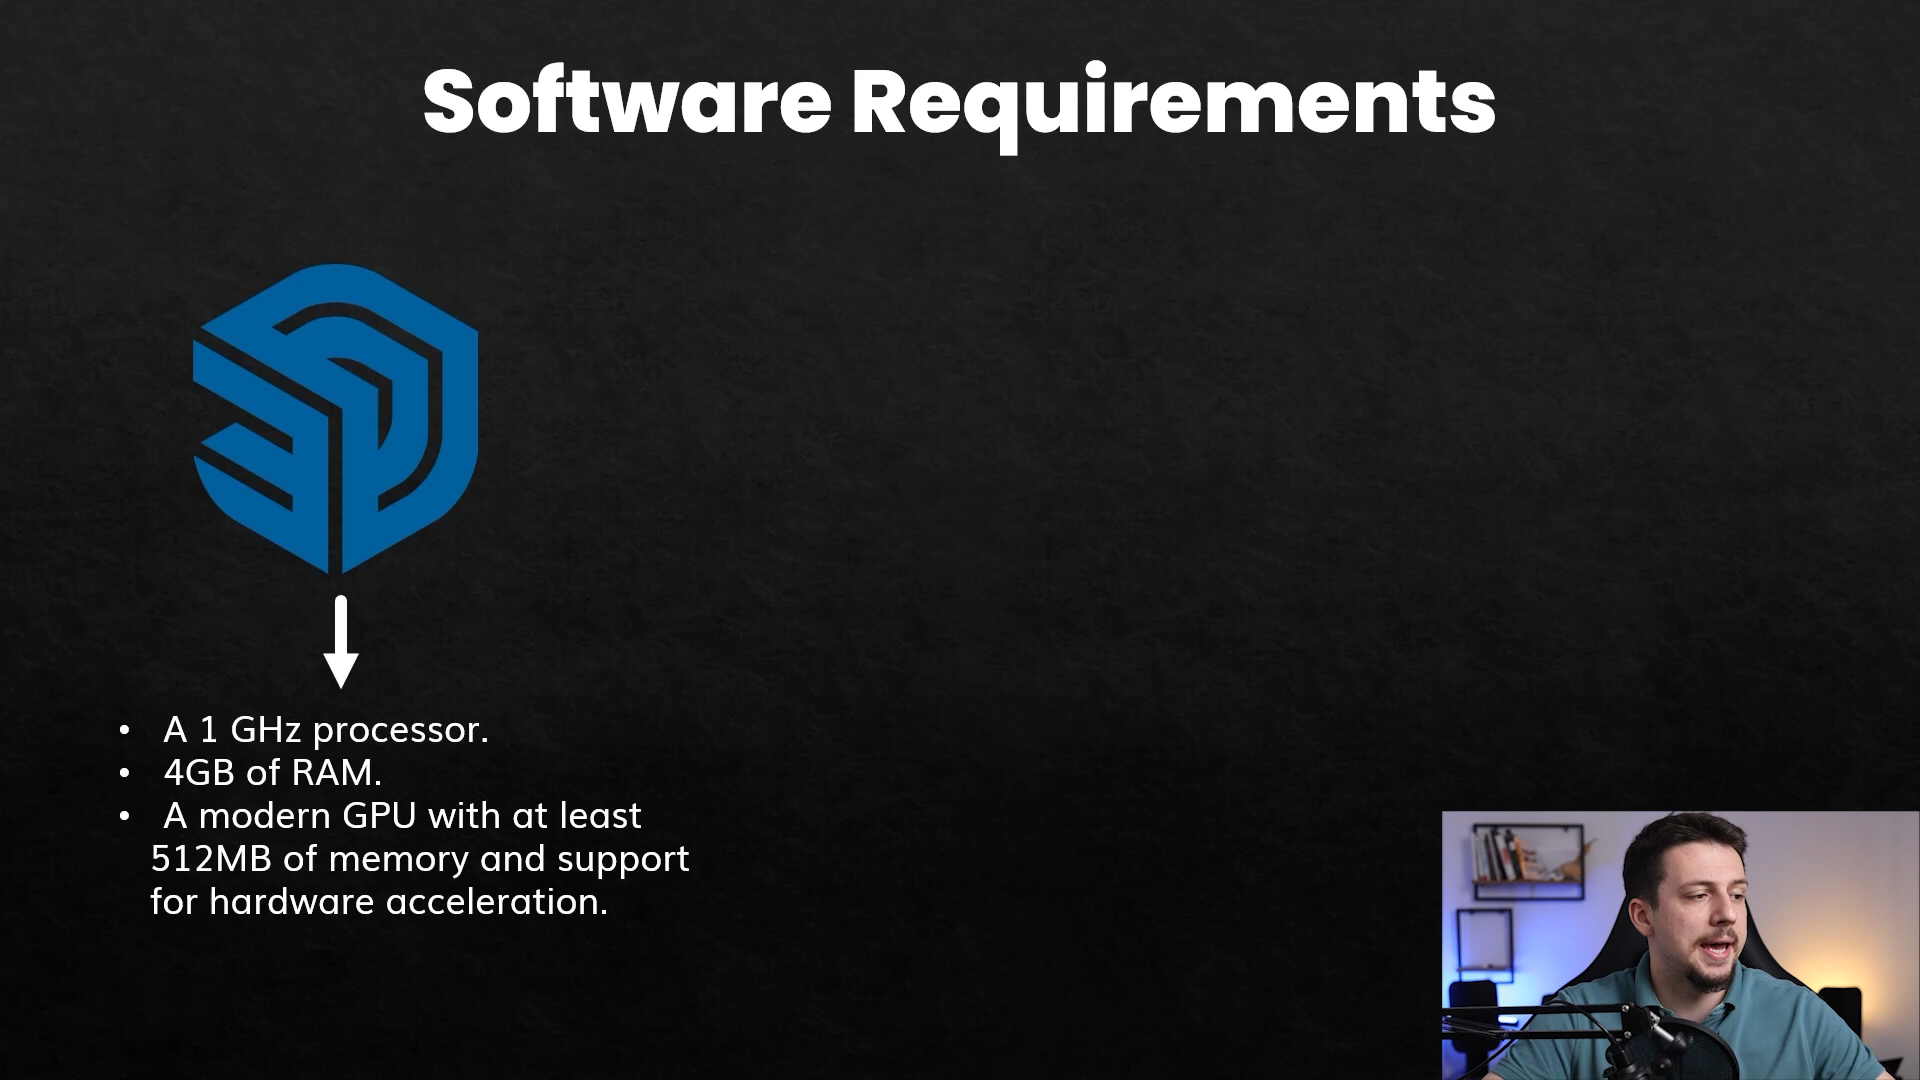 Software Requirements
• A 1 GHz processor.
• 4GB of RAM.
• A modern GPU with at least
512MB of memory and support
for hardware acceleration.